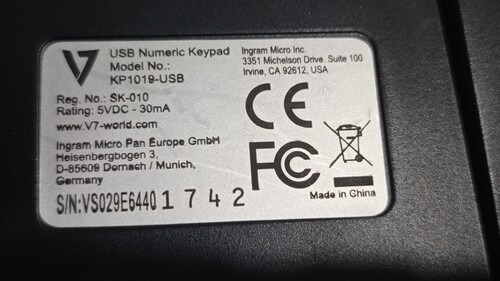 V7
USB Numeric Keypad
Model No.:
KP1019-USB
Reg. No.: SK-010
Rating: 5VDC - 30mA
www.V7-world.com
Ingram Micro Pan Europe GmbH
Heisenbergbogen 3,
D-85609 Dornach / Munich,
Germany
S/N:VS029E6440 1 7 4 2
Ingram Micro Inc.
3351 Michelson Drive. Suite 100
Irvine, CA 92612, USA
CE
FC
Made in China